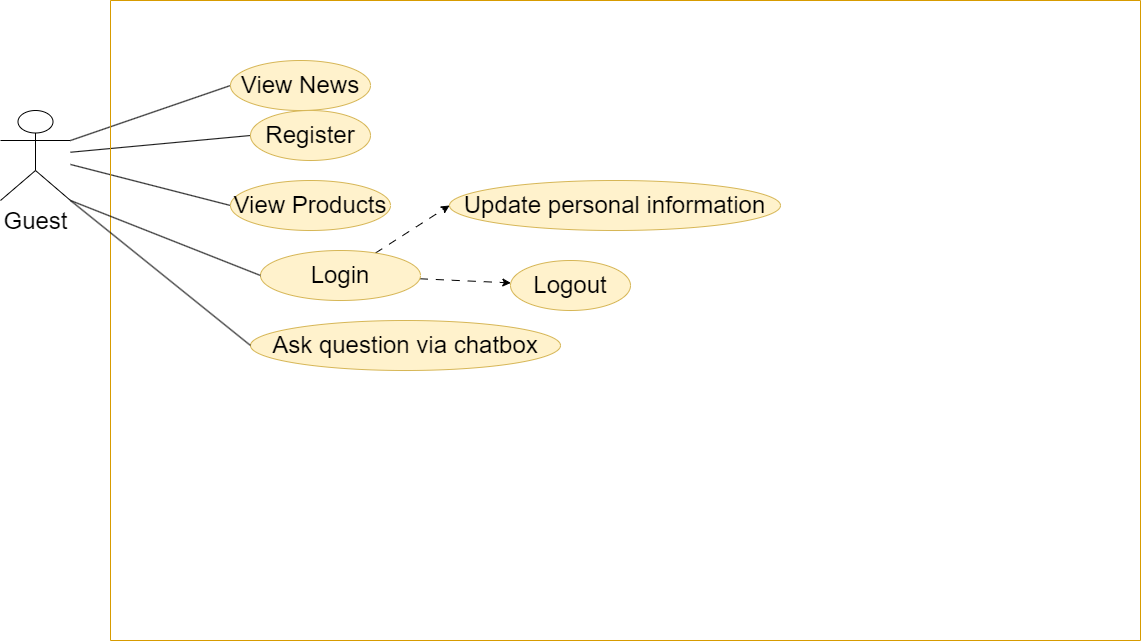 View News
Register
Guest
View Products
Update personal information
Login
Logout
Ask question via chatbox